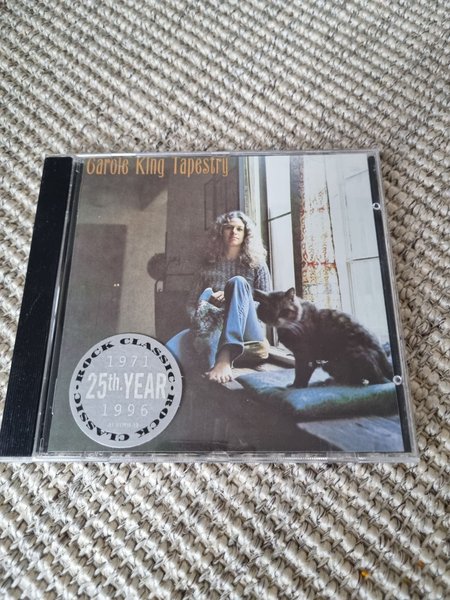 Carole King Tapestry
CLASSIC·ROCK CLASSIC·ROCK
1971
25th.YEAR
1996